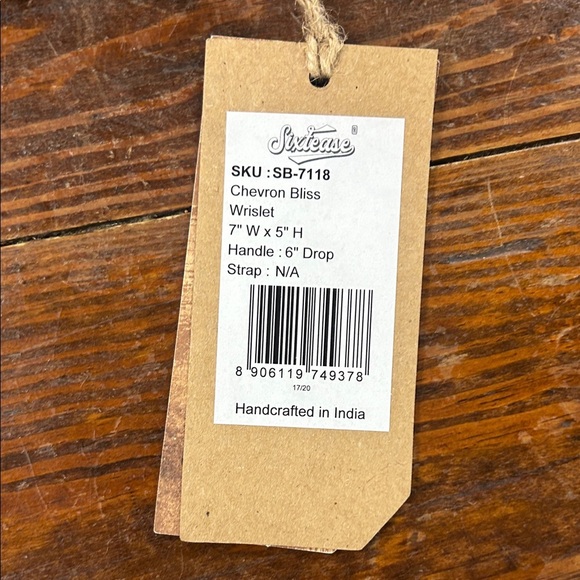 Sixtease ®
SKU : SB-7118
Chevron Bliss
Wrislet
7" W x 5" H
Handle : 6" Drop
Strap : N/A
8 906119 749378
17/20
Handcrafted in India